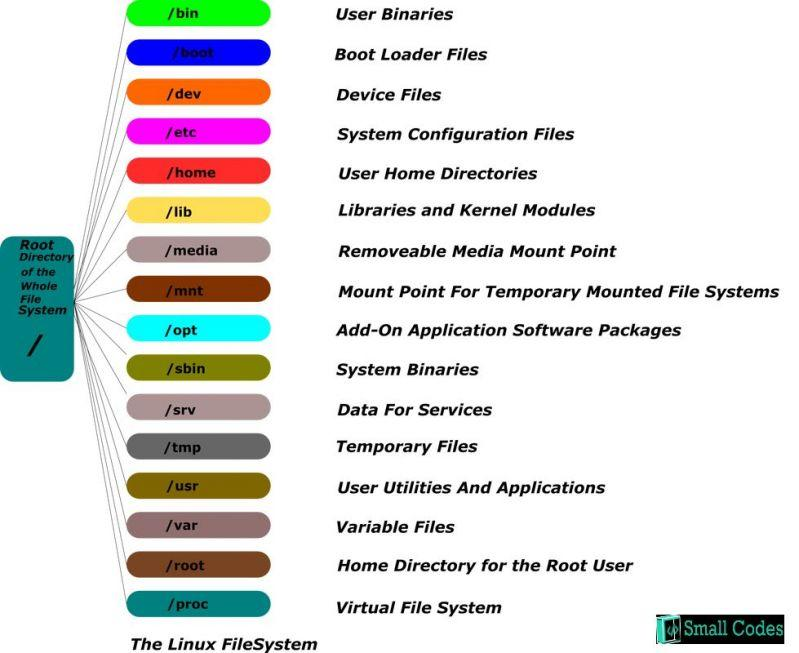 /bin User Binaries
/boot Boot Loader Files
/dev Device Files
/etc System Configuration Files
/home User Home Directories
/lib Libraries and Kernel Modules
/media Removeable Media Mount Point
/mnt Mount Point For Temporary Mounted File Systems
/opt Add-On Application Software Packages
/sbin System Binaries
/srv Data For Services
/tmp Temporary Files
/usr User Utilities And Applications
/var Variable Files
/root Home Directory for the Root User
/proc Virtual File System
Root
Directory
of the
Whole
File
System
/
The Linux FileSystem
Small Codes